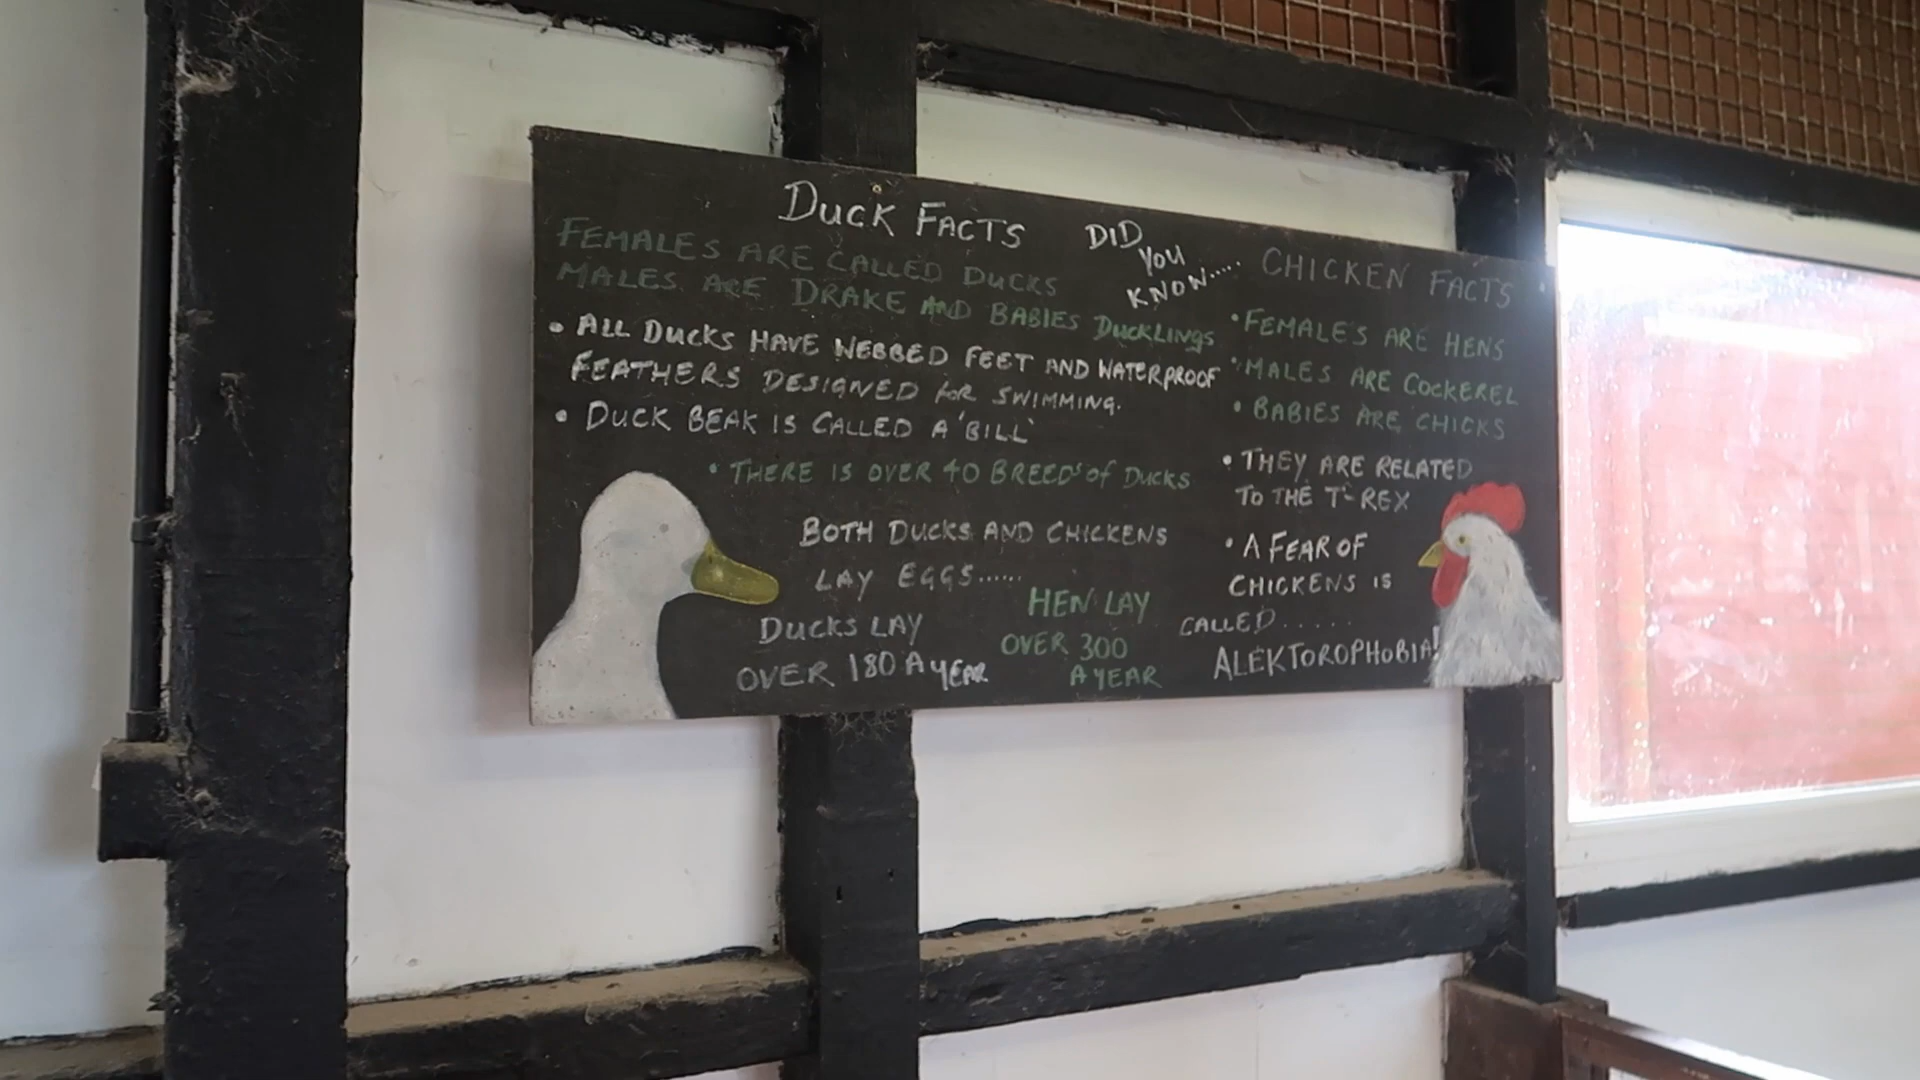 DUCK FACTS
FEMALES ARE CALLED DUCKS
MALES ARE DRAKE AND BABIES DUCKLINGS
• ALL DUCKS HAVE WEBBED FEET AND WATERPROOF
FEATHERS DESIGNED FOR SWIMMING.
• DUCK BEAK IS CALLED A 'BILL'
• THERE IS OVER 40 BREED'S of DUCKS
DID
YOU
KNOW.....
CHICKEN FACTS
• FEMALE'S ARE HENS
• MALES ARE COCKEREL
• BABIES ARE CHICKS
• THEY ARE RELATED
TO THE T-REX
• A FEAR OF
CHICKENS IS
CALLED......
ALEKTOROPHOBIA!
BOTH DUCKS AND CHICKENS
LAY EGGS......
DUCKS LAY
OVER 180 A YEAR
HEN LAY
OVER 300
A YEAR